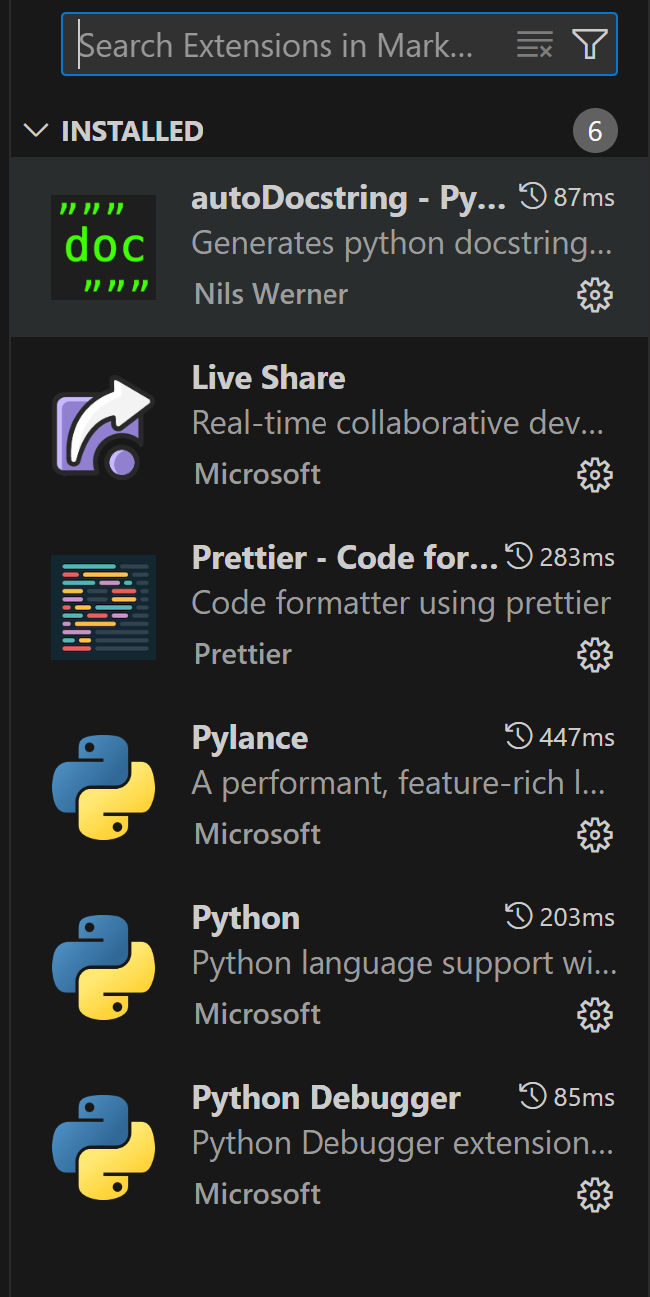 Search Extensions in Mark...
INSTALLED 6
””” doc ”””
autoDocstring - Py... 87ms
Generates python docstring...
Nils Werner
Live Share
Real-time collaborative dev...
Microsoft
Prettier - Code for... 283ms
Code formatter using prettier
Prettier
Pylance 447ms
A performant, feature-rich l...
Microsoft
Python 203ms
Python language support wi...
Microsoft
Python Debugger 85ms
Python Debugger extension...
Microsoft